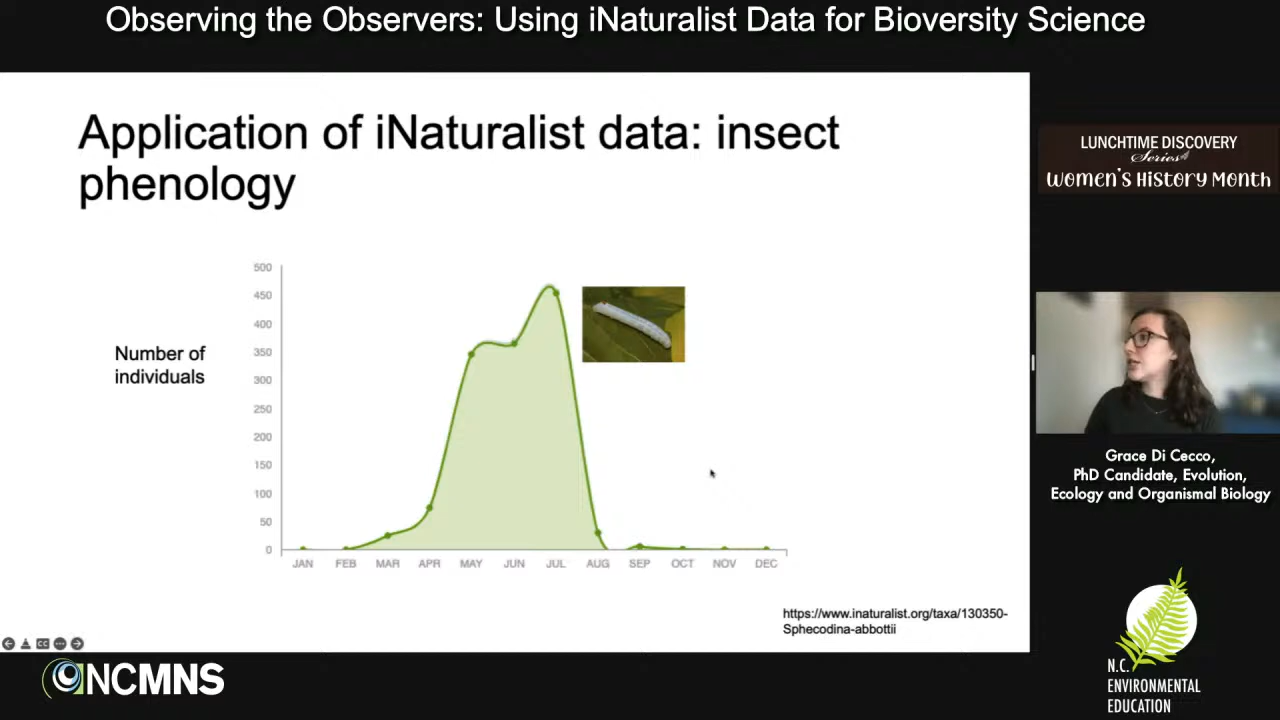 Observing the Observers: Using iNaturalist Data for Bioversity Science
Application of iNaturalist data: insect
phenology
Number of
individuals
500
450
400
350
300
250
200
150
100
50
0
JAN FEB MAR APR MAY JUN JUL AUG SEP OCT NOV DEC
https://www.inaturalist.org/taxa/130350-
Sphecodina-abbottii
CC
LUNCHTIME DISCOVERY
Series
Women's History Month
Grace Di Cecco,
PhD Candidate, Evolution,
Ecology and Organismal Biology
NCMNS
N.C.
ENVIRONMENTAL
EDUCATION